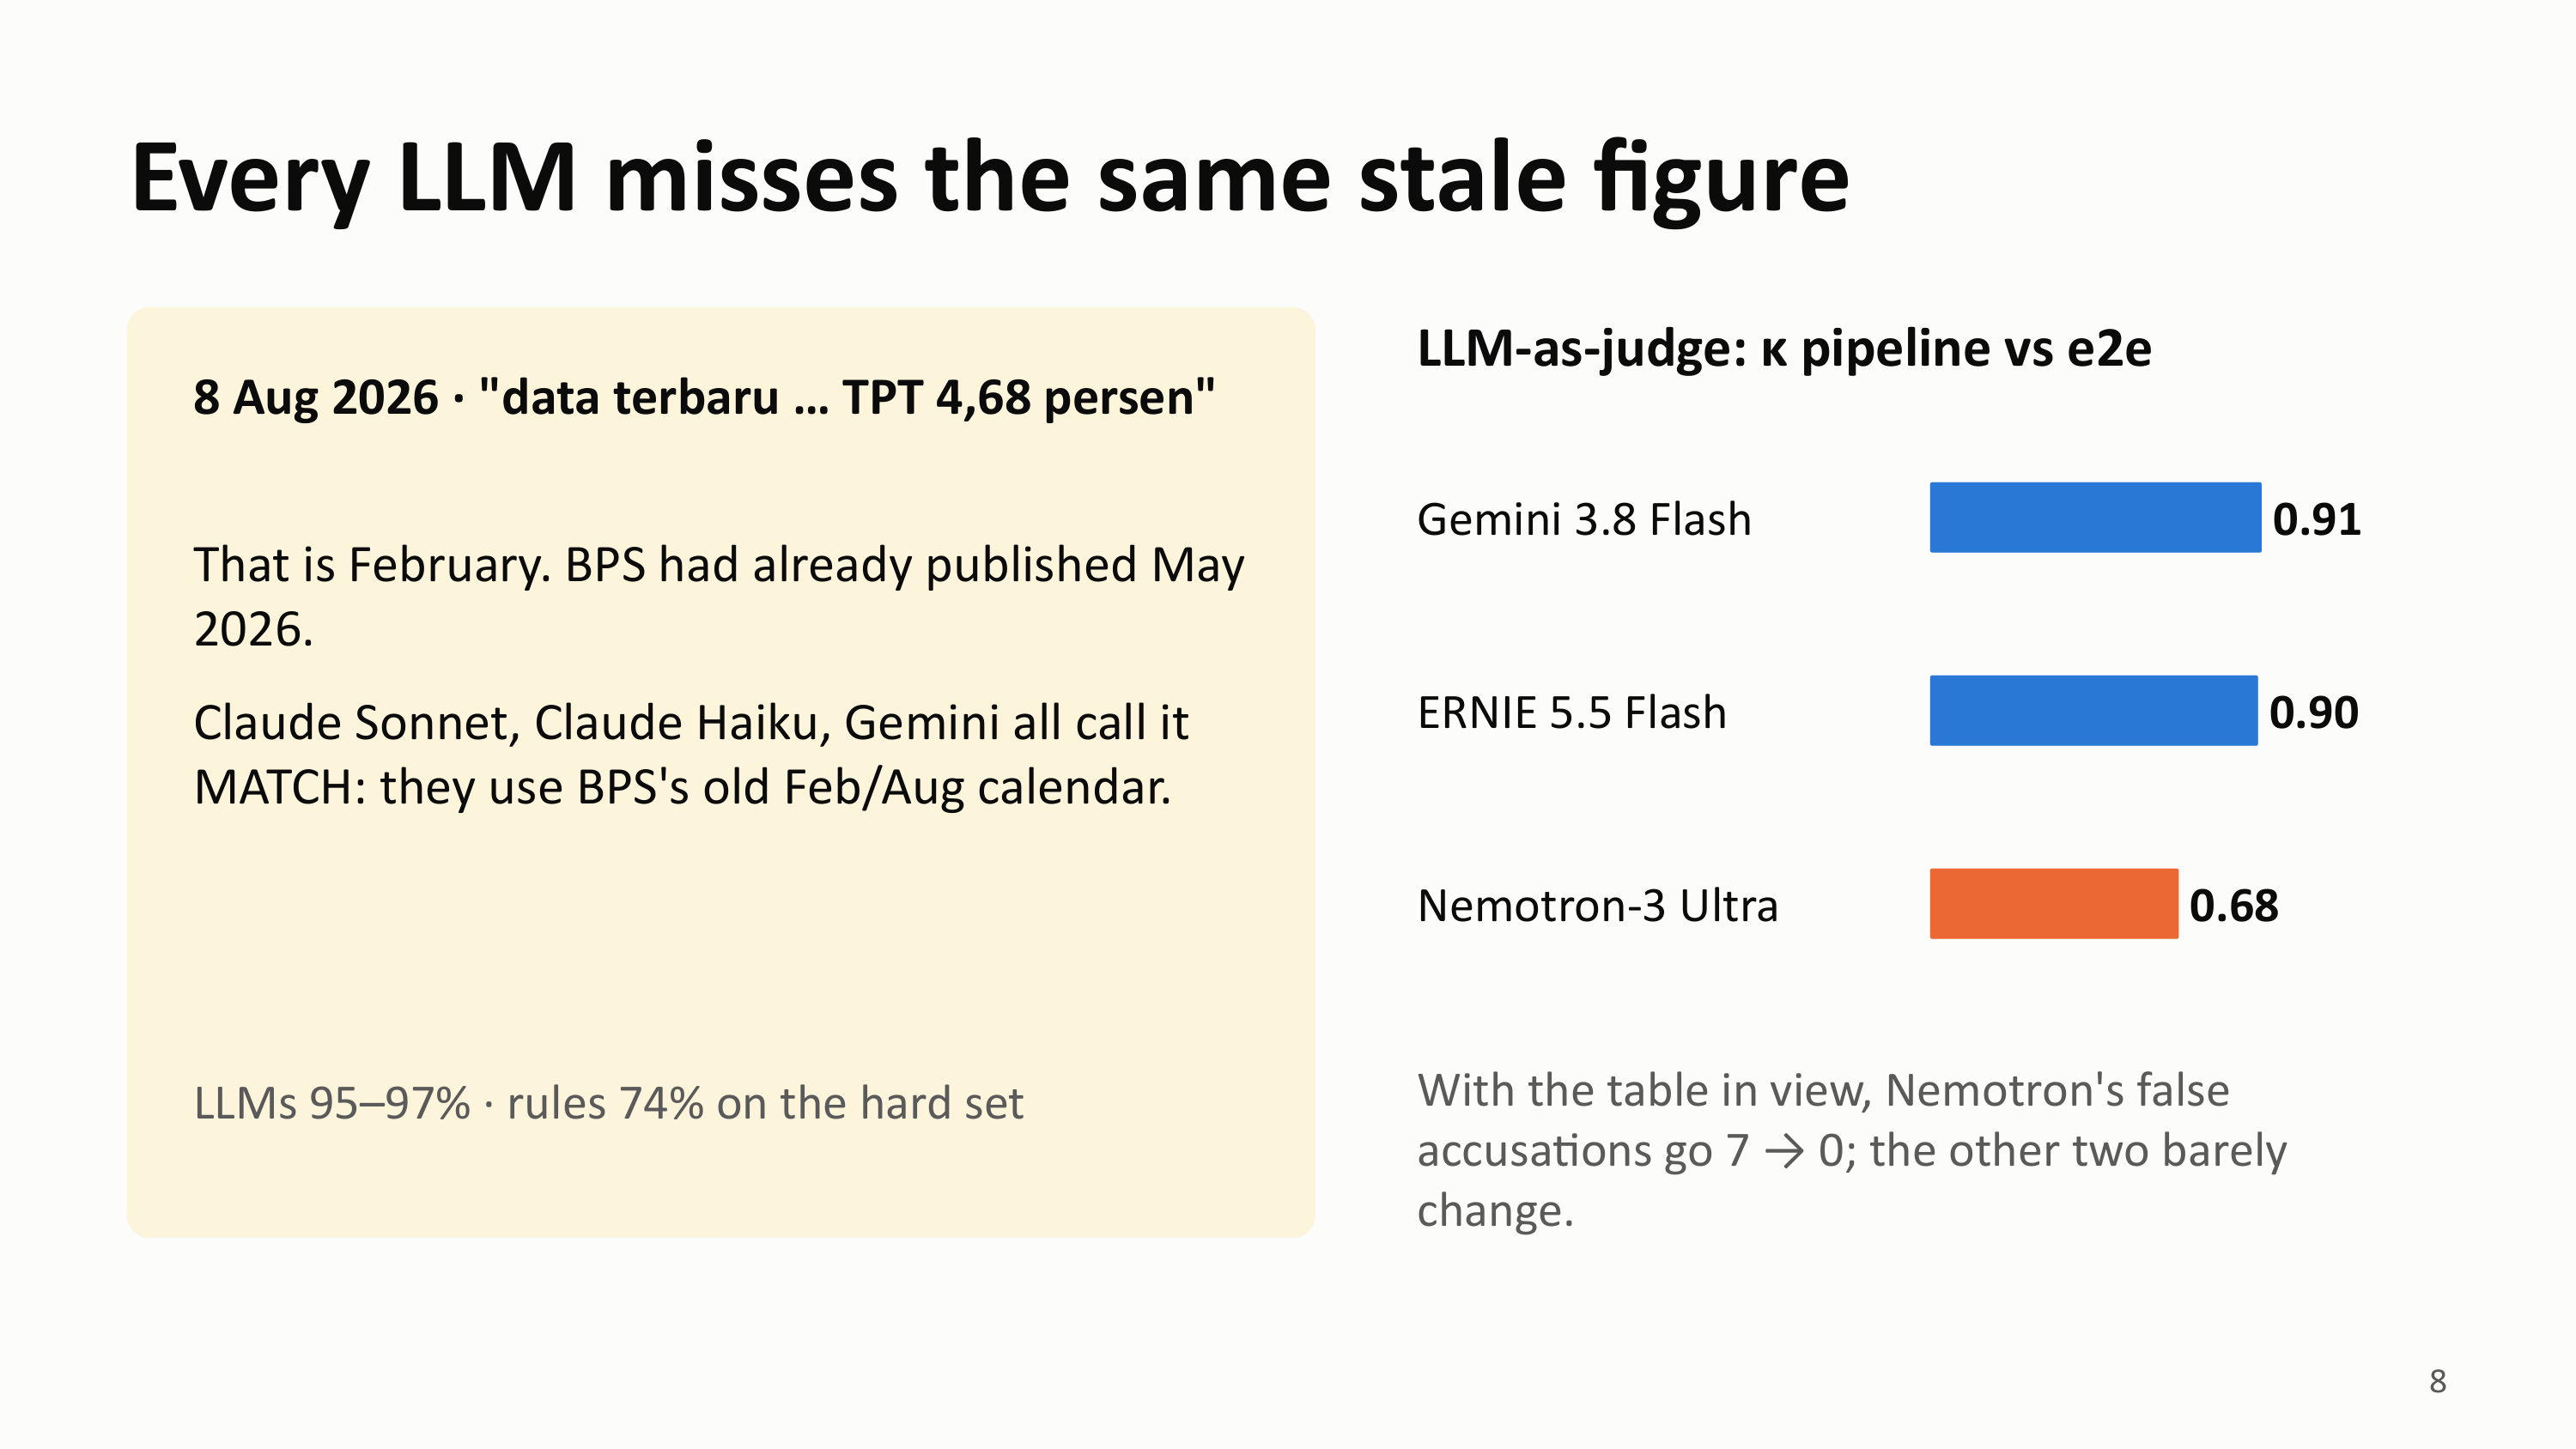 Every LLM misses the same stale figure
8 Aug 2026 · "data terbaru ... TPT 4,68 persen"
That is February. BPS had already published May
2026.
Claude Sonnet, Claude Haiku, Gemini all call it
MATCH: they use BPS's old Feb/Aug calendar.
LLMs 95–97% · rules 74% on the hard set
LLM-as-judge: κ pipeline vs e2e
Gemini 3.8 Flash 0.91
ERNIE 5.5 Flash 0.90
Nemotron-3 Ultra 0.68
With the table in view, Nemotron's false
accusations go 7 → 0; the other two barely
change.
8